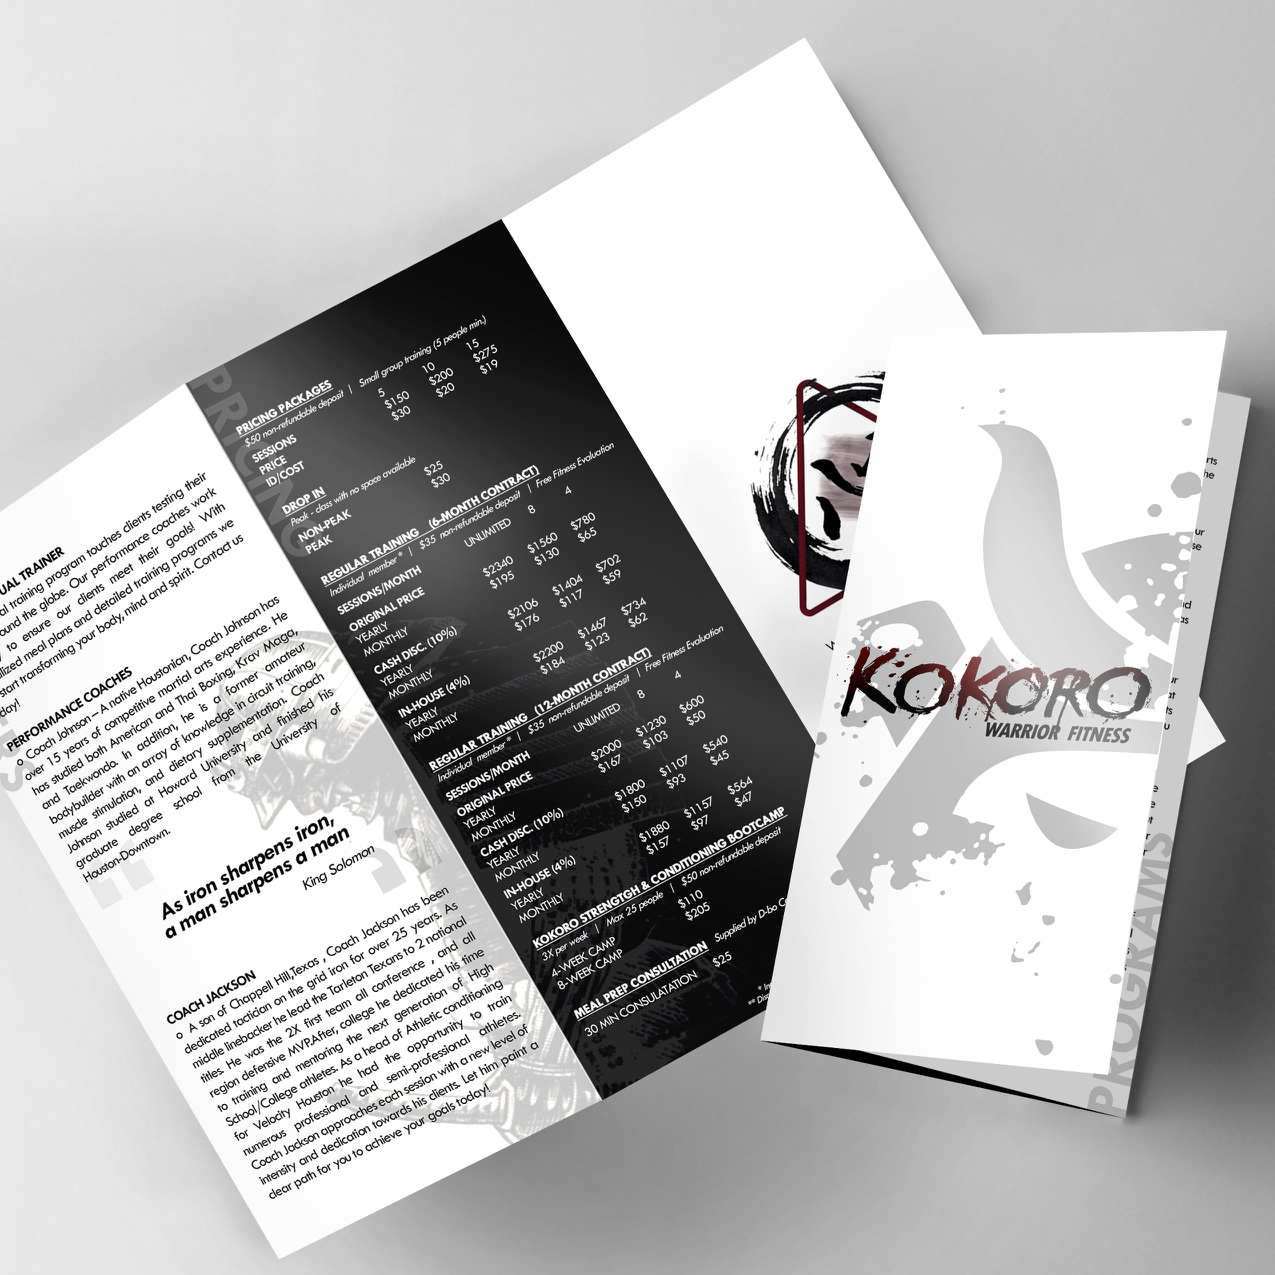 UAL TRAINER
al training program touches clients testing their
ound the globe. Our performance coaches work
to ensure our clients meet their goals! With
lized meal plans and detailed training programs we
start transforming your body, mind and spirit. Contact us
day!
PERFORMANCE COACHES
o Coach Johnson– A native Houstonian, Coach Johnson has
over 15 years of competitive martial arts experience. He
has studied both American and Thai Boxing, Krav Maga,
and Taekwondo. In addition, he is a former amateur
bodybuilder with an array of knowledge in circuit training,
muscle stimulation, and dietary supplementation. Coach
Johnson studied at Howard University and finished his
graduate degree school from the University of
Houston-Downtown.
As iron sharpens iron,
a man sharpens a man
King Solomon
COACH JACKSON
o A son of Chappell Hill,Texas , Coach Jackson has been
dedicated tactician on the grid iron for over 25 years. As
middle linebacker he lead the Tarleton Texans to 2 national
titles. He was the 2X first team all conference , and all
region defensive MVP.After, college he dedicated his time
to training and mentoring the next generation of High
School/College athletes. As a head of Athletic conditioning
for Velocity Houston he had the opportunity to train
numerous professional and semi-professional athletes.
Coach Jackson approaches each session with a new level of
intensity and dedication towards his clients. Let him paint a
clear path for you to achieve your goals today!
PRICING
PRICING PACKAGES
$50 non-refundable deposit | Small group training (5 people min.)
SESSIONS 5 10 15
PRICE $150 $200 $275
ID/COST $30 $20 $19
DROP IN
Peak - class with no space available
NON-PEAK $25
PEAK $30
REGULAR TRAINING (6-MONTH CONTRACT)
Individual member* | $35 non-refundable deposit | Free Fitness Evaluation
SESSIONS/MONTH UNLIMITED 8 4
ORIGINAL PRICE
YEARLY $2340 $1560 $780
MONTHLY $195 $130 $65
CASH DISC. (10%)
YEARLY $2106 $1404 $702
MONTHLY $176 $117 $59
IN-HOUSE (4%)
YEARLY $2200 $1467 $734
MONTHLY $184 $123 $62
REGULAR TRAINING (12-MONTH CONTRACT)
Individual member* | $35 non-refundable deposit | Free Fitness Evaluation
SESSIONS/MONTH UNLIMITED 8 4
ORIGINAL PRICE
YEARLY $2000 $1230 $600
MONTHLY $167 $103 $50
CASH DISC. (10%)
YEARLY $1800 $1107 $540
MONTHLY $150 $93 $45
IN-HOUSE (4%)
YEARLY $1880 $1157 $564
MONTHLY $157 $97 $47
KOKORO STRENGTGH & CONDITIONING BOOTCAMP
3X per week | Max 25 people | $50 non-refundable deposit
4-WEEK CAMP $110
8-WEEK CAMP $205
MEAL PREP CONSULTATION Supplied by D-bo Co
30 MIN CONSULATATION $25
KOKORO
WARRIOR FITNESS
PROGRAMS